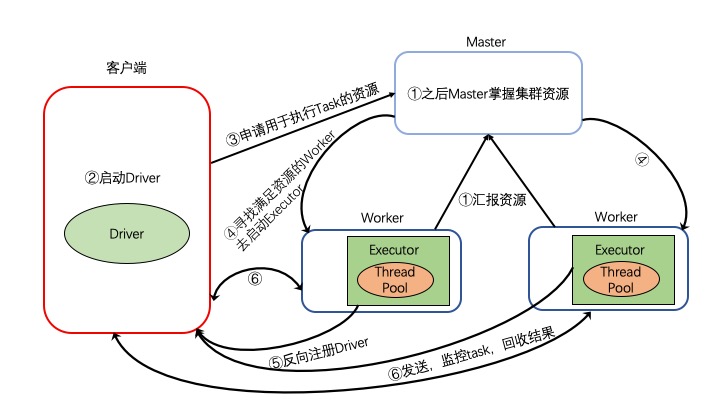 Master
客户端
①之后Master掌握集群资源
③申请用于执行Task的资源
②启动Driver
Driver
④寻找满足资源的Worker
去启动Executor
④
①汇报资源
Worker
Executor
Thread
Pool
Worker
Executor
Thread
Pool
⑥
⑤反向注册Driver
⑥发送，监控task，回收结果